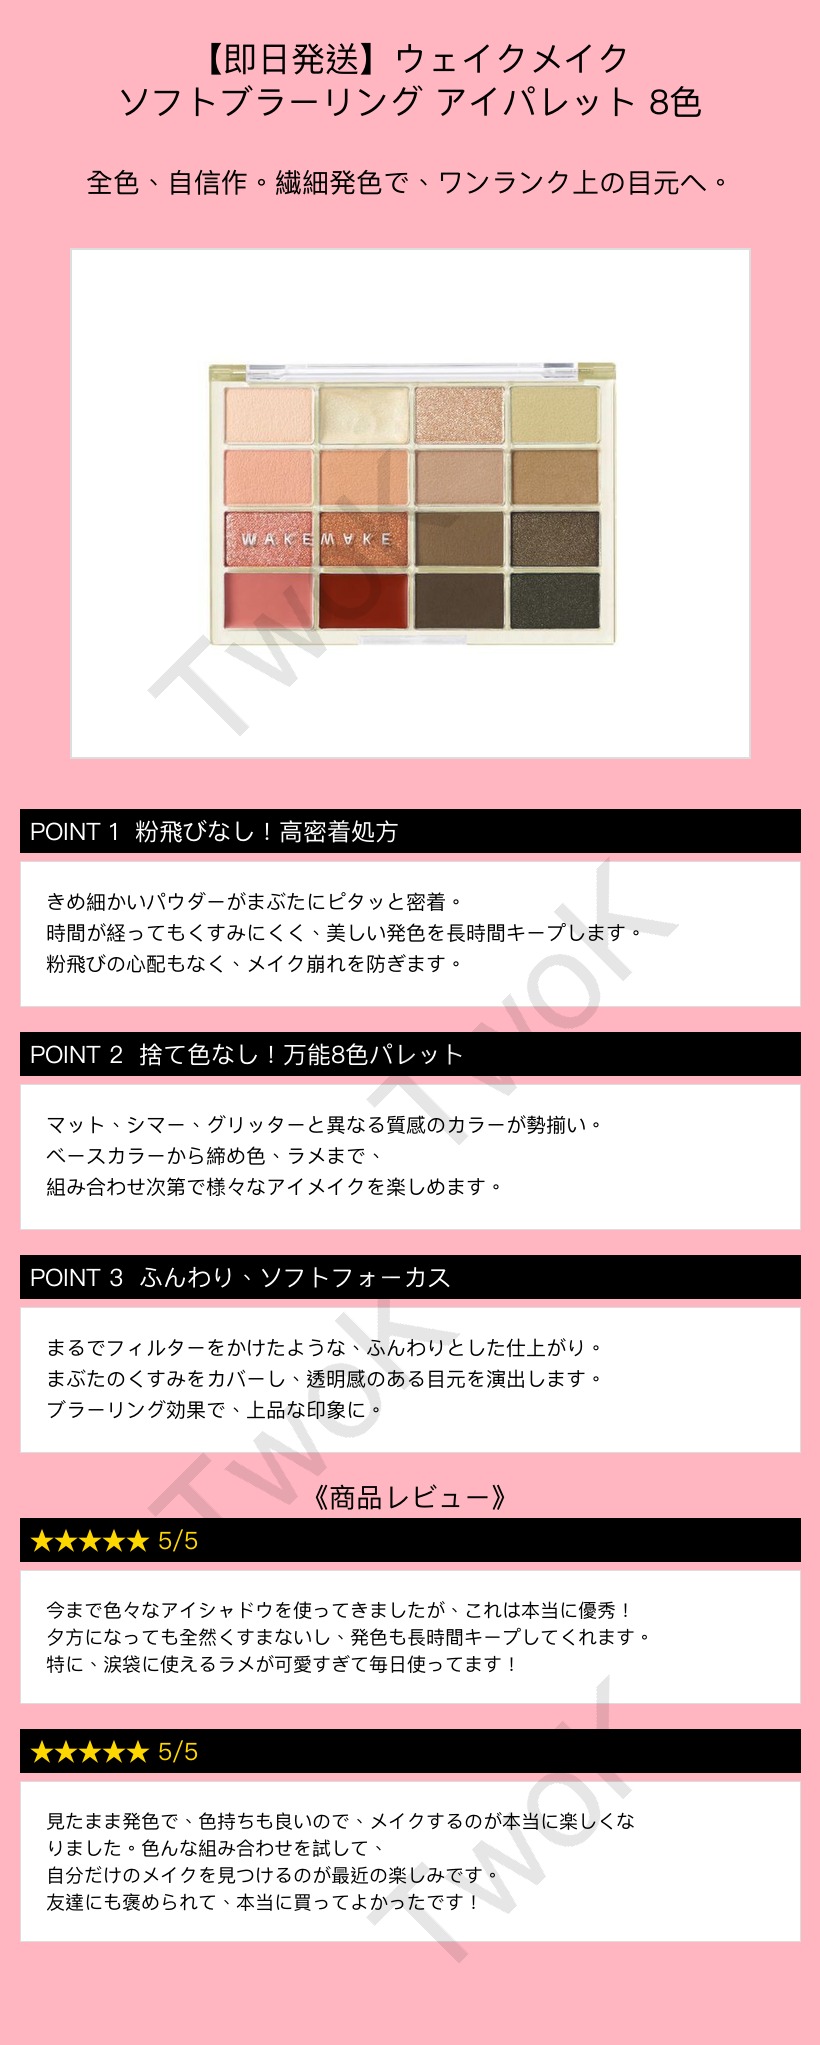 【即日発送】ウェイクメイク
ソフトブラーリング アイパレット 8色
全色、自信作。繊細発色で、ワンランク上の目元へ。
WAKEMAKE
TwoK
POINT 1 粉飛びなし！高密着処方
きめ細かいパウダーがまぶたにピタッと密着。
時間が経ってもくすみにくく、美しい発色を長時間キープします。
粉飛びの心配もなく、メイク崩れを防ぎます。
TwoK
POINT 2 捨て色なし！万能8色パレット
マット、シマー、グリッターと異なる質感のカラーが勢揃い。
ベースカラーから締め色、ラメまで、
組み合わせ次第で様々なアイメイクを楽しめます。
POINT 3 ふんわり、ソフトフォーカス
まるでフィルターをかけたような、ふんわりとした仕上がり。
まぶたのくすみをカバーし、透明感のある目元を演出します。
ブラーリング効果で、上品な印象に。
TwoK
《商品レビュー》
★★★★★ 5/5
今まで色々なアイシャドウを使ってきましたが、これは本当に優秀！
夕方になっても全然くすまないし、発色も長時間キープしてくれます。
特に、涙袋に使えるラメが可愛すぎて毎日使ってます！
★★★★★ 5/5
見たまま発色で、色持ちも良いので、メイクするのが本当に楽しくな
りました。色んな組み合わせを試して、
自分だけのメイクを見つけるのが最近の楽しみです。
友達にも褒められて、本当に買ってよかったです！
TwoK